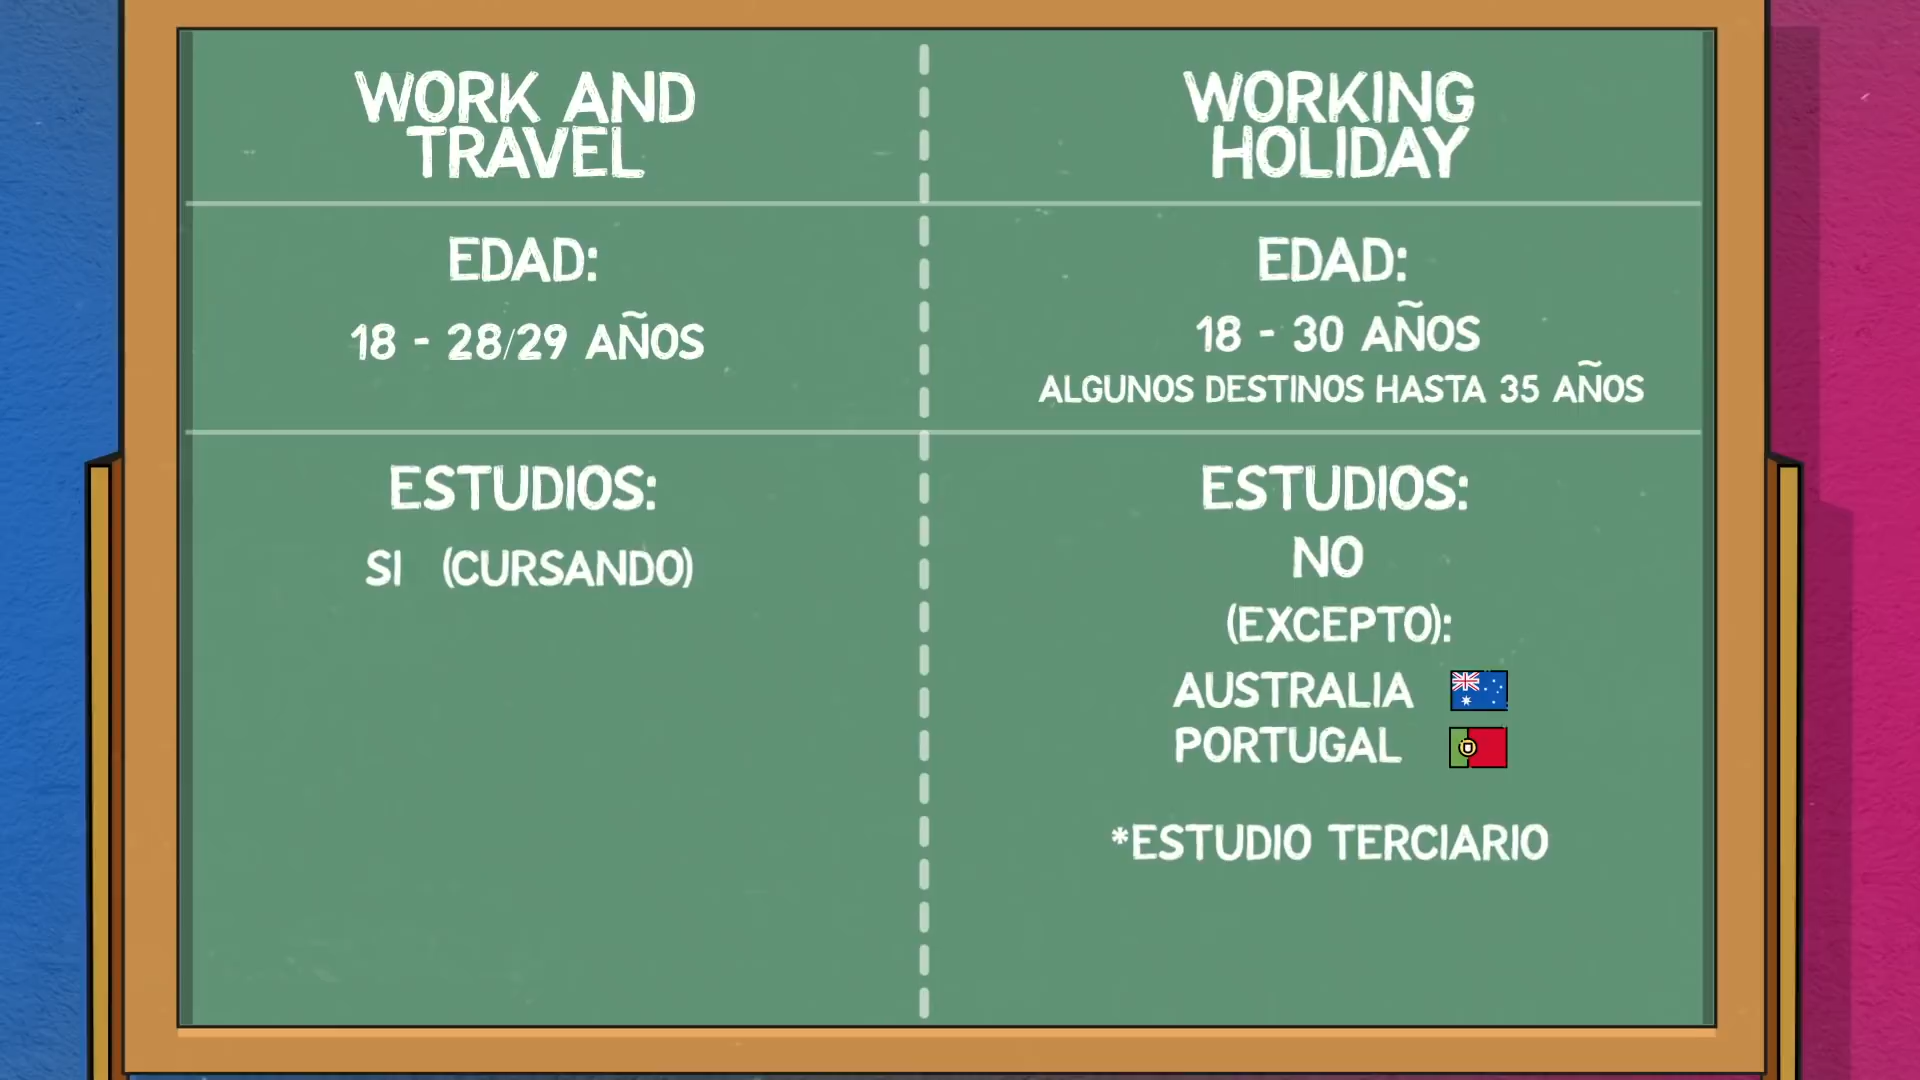 WORK AND
TRAVEL
EDAD:
18 - 28/29 AÑOS
ESTUDIOS:
SI (CURSANDO)
WORKING
HOLIDAY
EDAD:
18 - 30 AÑOS
ALGUNOS DESTINOS HASTA 35 AÑOS
ESTUDIOS:
NO
(EXCEPTO):
AUSTRALIA
PORTUGAL
*ESTUDIO TERCIARIO